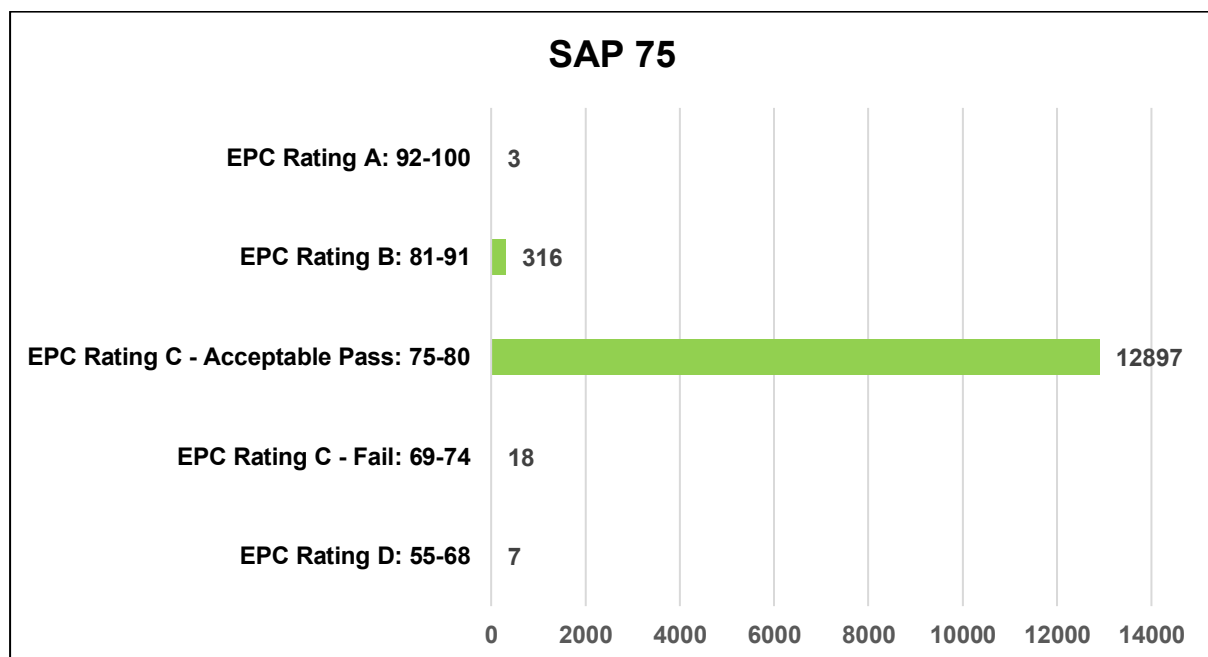 SAP 75
EPC Rating A: 92-100
3
EPC Rating B: 81-91
316
EPC Rating C - Acceptable Pass: 75-80
12897
EPC Rating C - Fail: 69-74
18
EPC Rating D: 55-68
7
0 2000 4000 6000 8000 10000 12000 14000